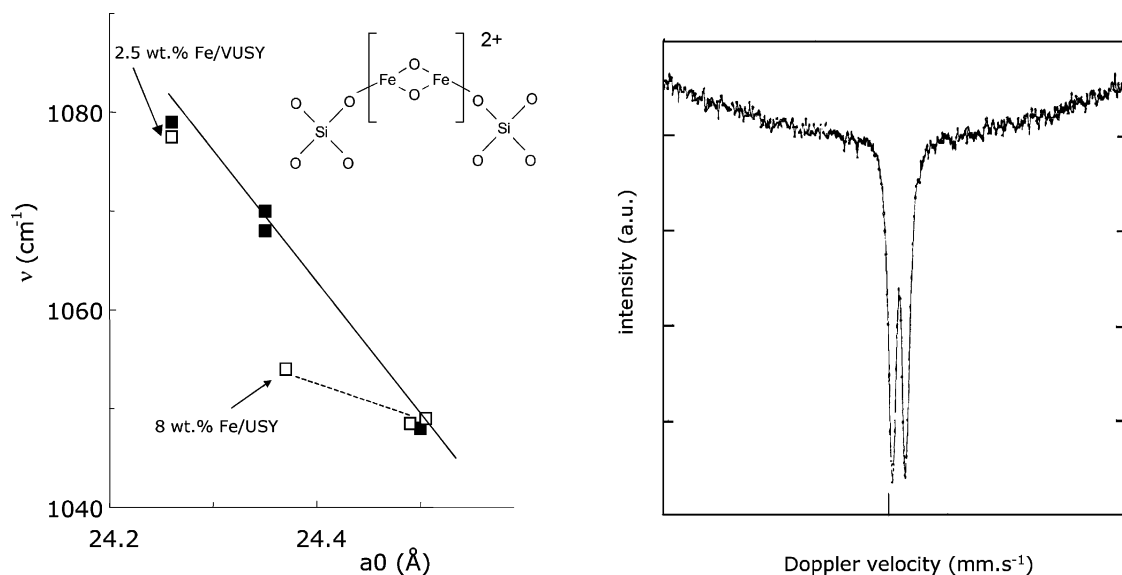 2.5 wt.% Fe/VUSY
2+
O
Fe Fe
O O
O O
O
Si Si
O O O O
1080
1060
1040
ν (cm⁻¹)
8 wt.% Fe/USY
24.2 24.4
a0 (Å)
intensity (a.u.)
Doppler velocity (mm.s⁻¹)